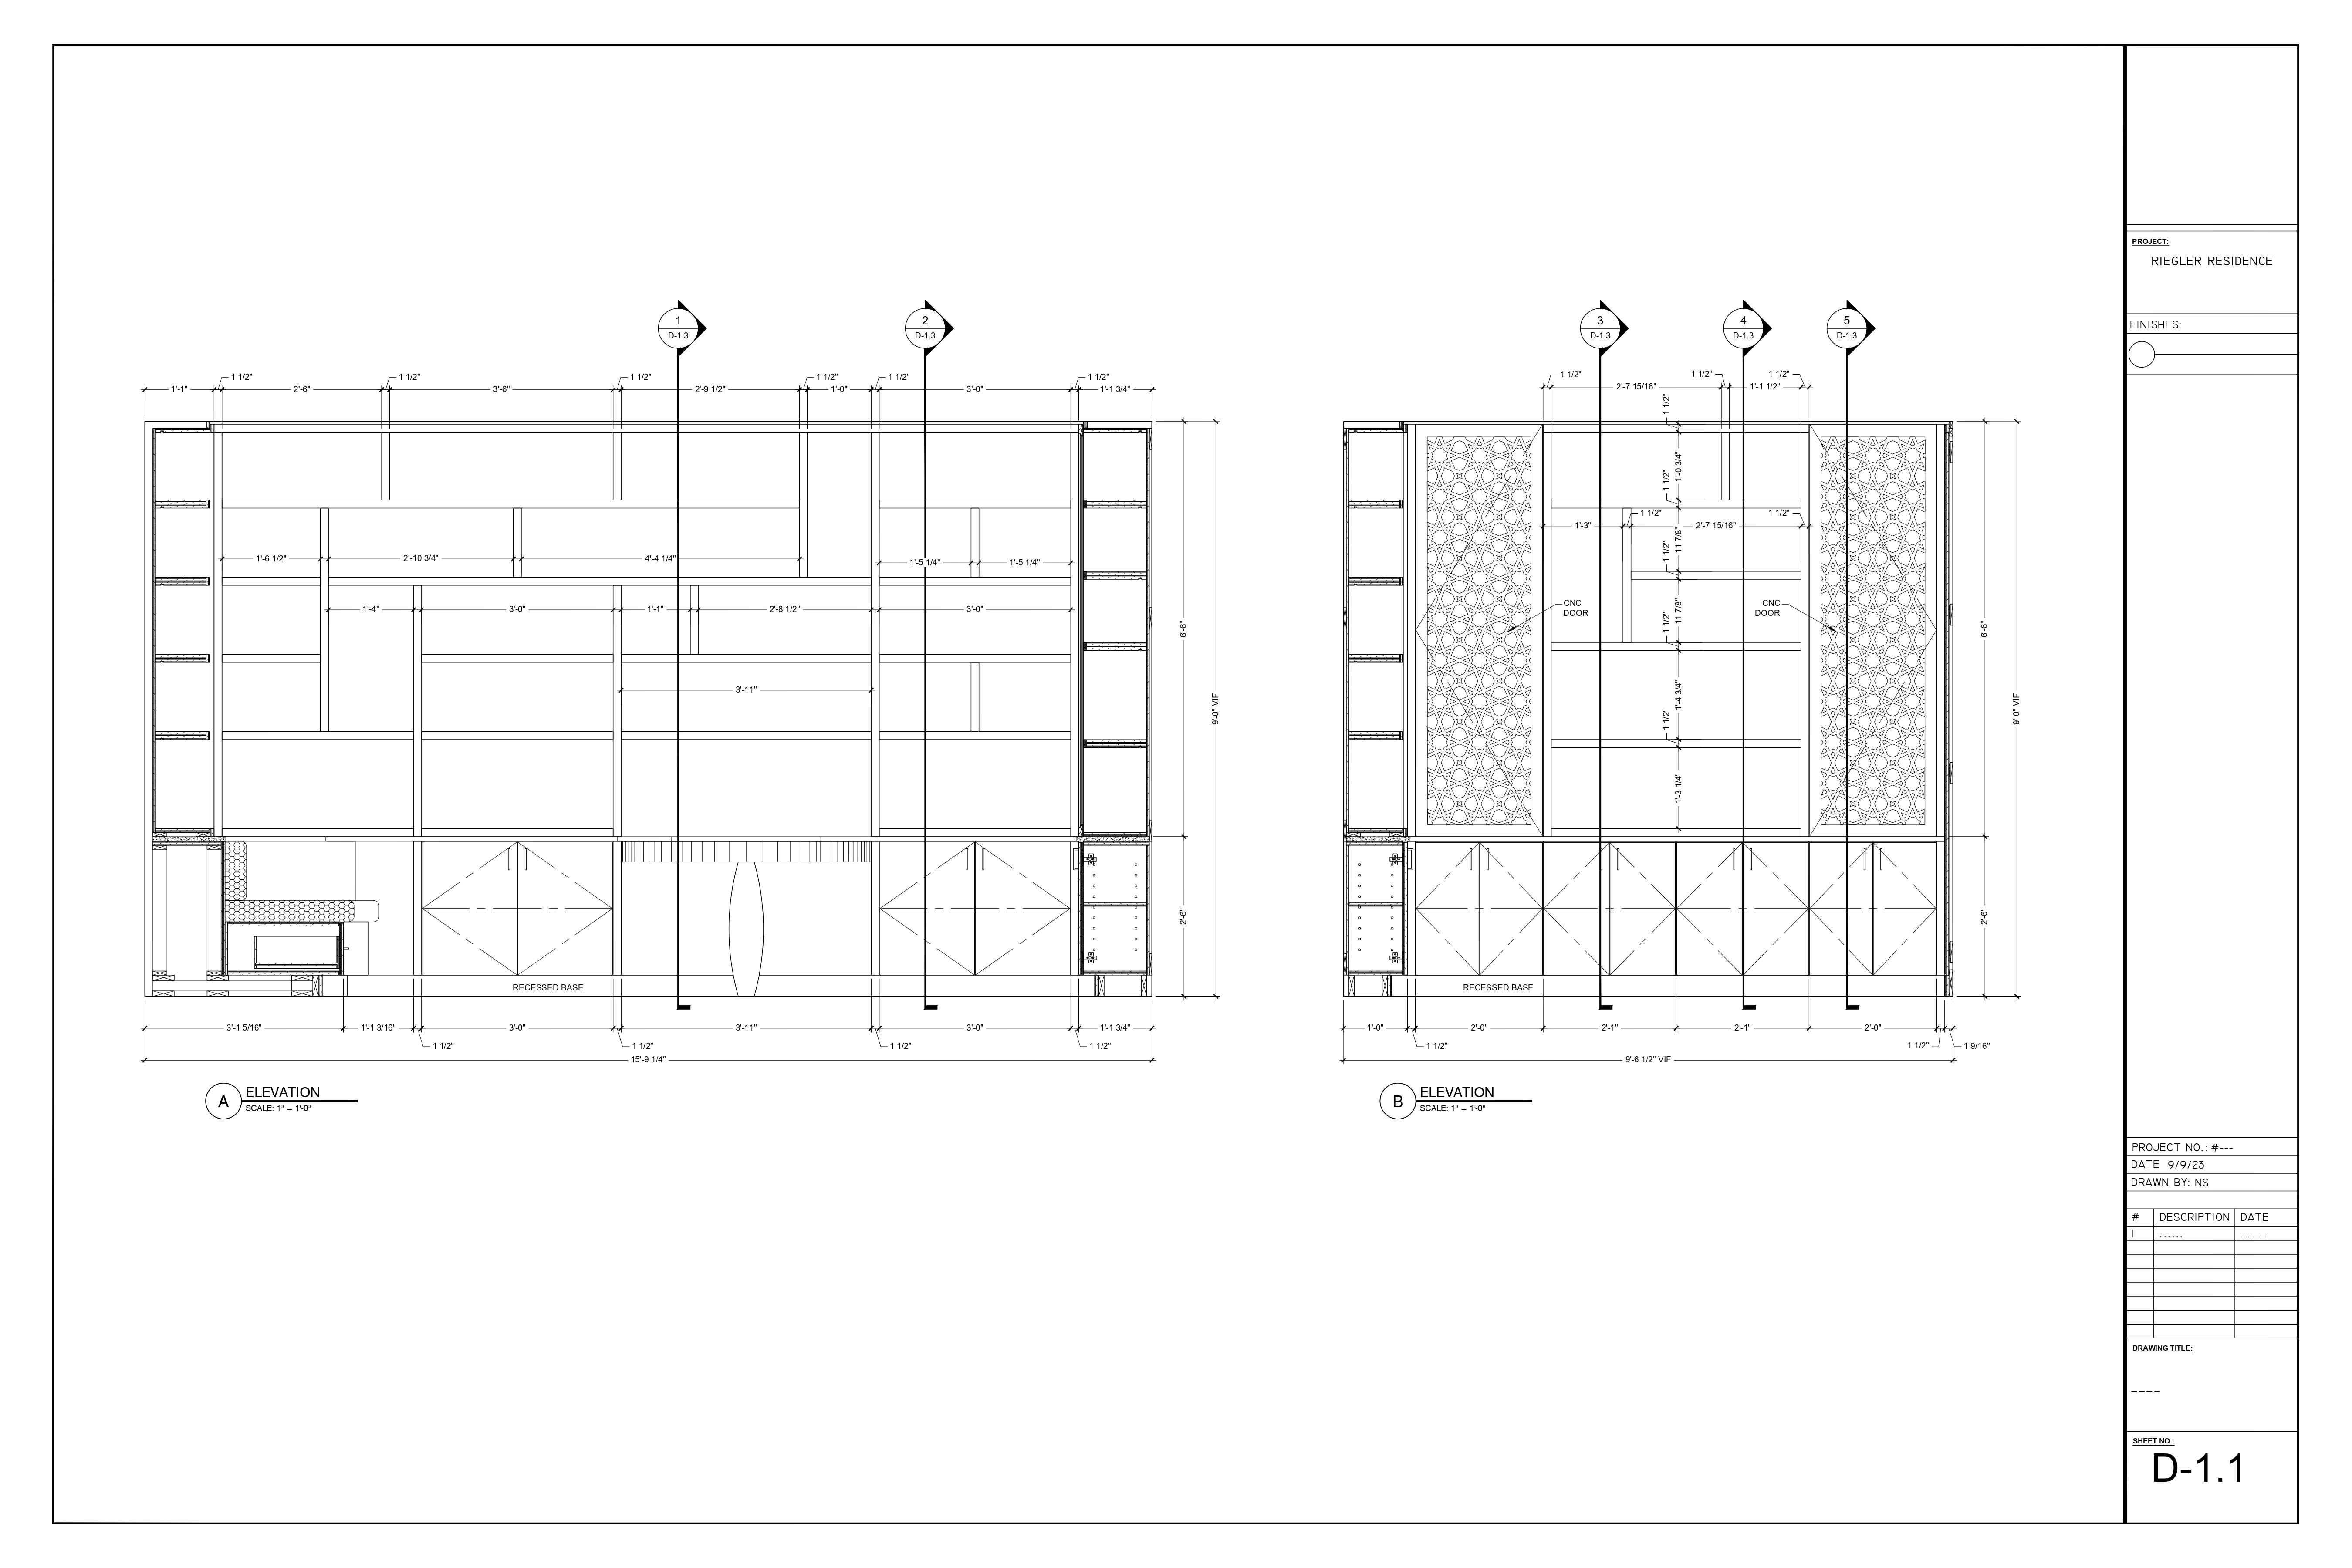 1
D-1.3
2
D-1.3
1 1/2" 1 1/2" 1 1/2" 1 1/2" 1 1/2" 1 1/2"
1'-1" 2'-6" 3'-6" 2'-9 1/2" 1'-0" 3'-0" 1'-1 3/4"
1'-6 1/2" 2'-10 3/4" 4'-4 1/4" 1'-5 1/4" 1'-5 1/4"
1'-4" 3'-0" 1'-1" 2'-8 1/2" 3'-0"
3'-11"
6'-6"
9'-0" VIF
2'-6"
RECESSED BASE
3'-1 5/16" 1'-1 3/16" 3'-0" 3'-11" 3'-0" 1'-1 3/4"
1 1/2" 1 1/2" 1 1/2" 1 1/2"
15'-9 1/4"
A
ELEVATION
SCALE: 1" = 1'-0"
3
D-1.3
4
D-1.3
5
D-1.3
1 1/2" 1 1/2" 1 1/2"
2'-7 15/16" 1'-1 1/2"
1 1/2"
1'-0 3/4"
1 1/2"
1 1/2" 1 1/2"
1'-3" 2'-7 15/16"
11 7/8"
1 1/2"
11 7/8"
1 1/2"
CNC
DOOR
CNC
DOOR
1'-4 3/4"
1 1/2"
1'-3 1/4"
6'-6"
9'-0" VIF
2'-6"
RECESSED BASE
1'-0" 2'-0" 2'-1" 2'-1" 2'-0"
1 1/2" 1 1/2" 1 9/16"
9'-6 1/2" VIF
B
ELEVATION
SCALE: 1" = 1'-0"
PROJECT:
RIEGLER RESIDENCE
FINISHES:
PROJECT NO.: #---
DATE 9/9/23
DRAWN BY: NS
# DESCRIPTION DATE
1 ...... ____
DRAWING TITLE:
----
SHEET NO.:
D-1.1